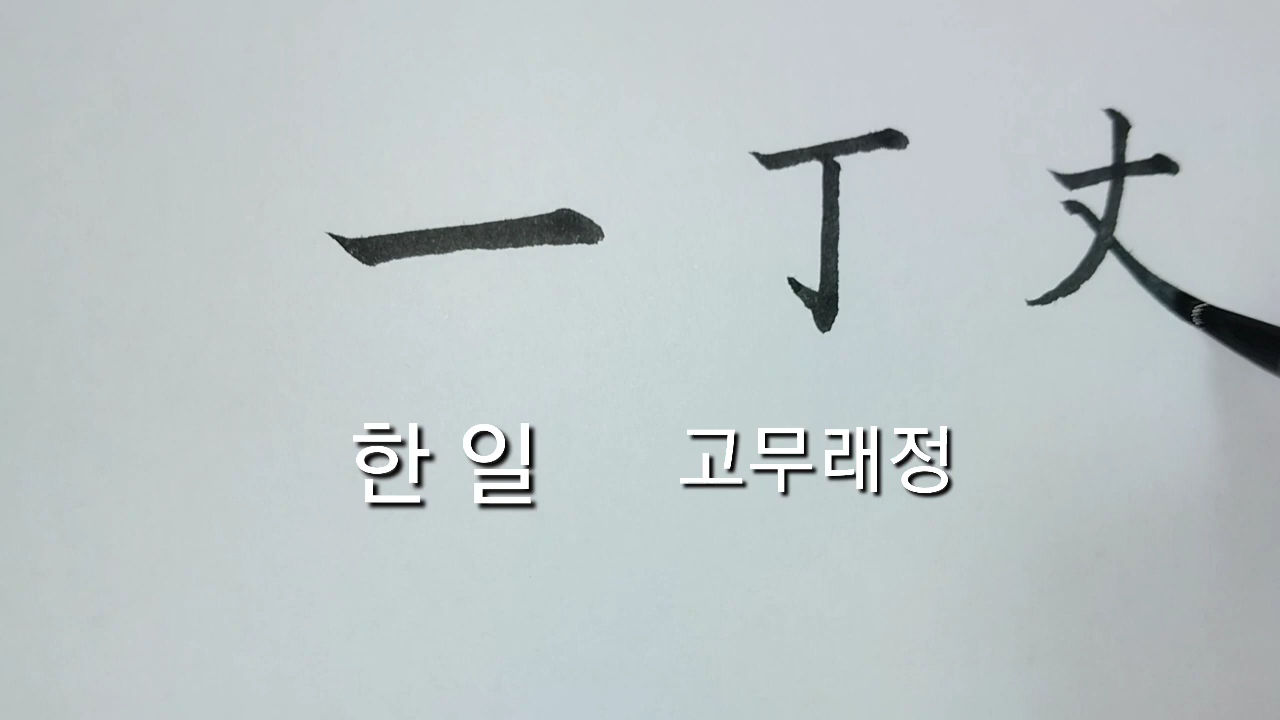 一 丁 丈
한 일 고무래정